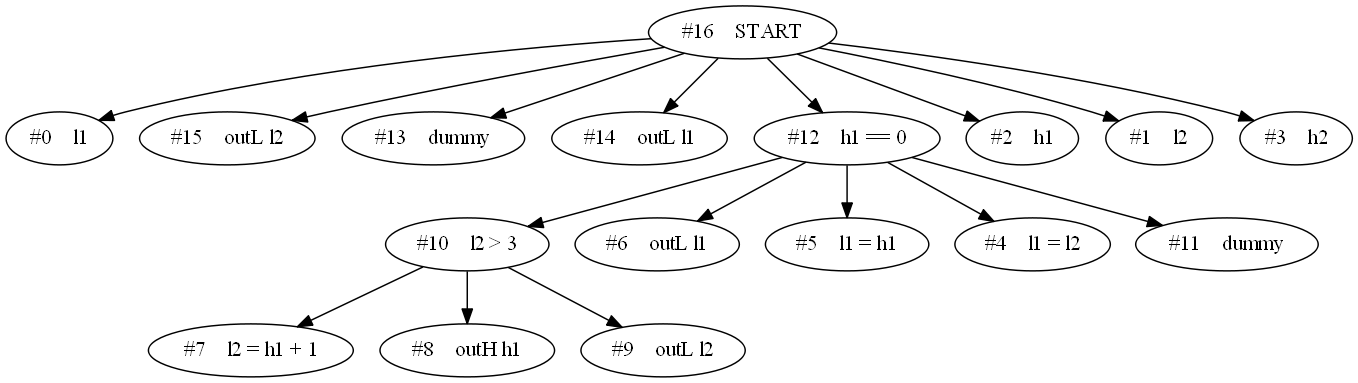 #16 START
#0 l1
#15 outL l2
#13 dummy
#14 outL l1
#12 h1 == 0
#2 h1
#1 l2
#3 h2
#10 l2 > 3
#6 outL l1
#5 l1 = h1
#4 l1 = l2
#11 dummy
#7 l2 = h1 + 1
#8 outH h1
#9 outL l2